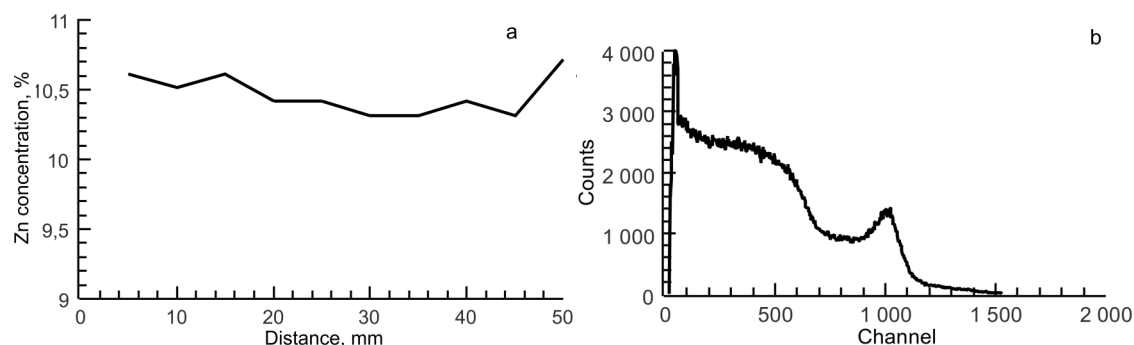 a
Zn concentration, %
11
10,5
10
9,5
9
0 10 20 30 40 50
Distance, mm
b
Counts
4 000
3 000
2 000
1 000
0
0 500 1 000 1 500 2 000
Channel